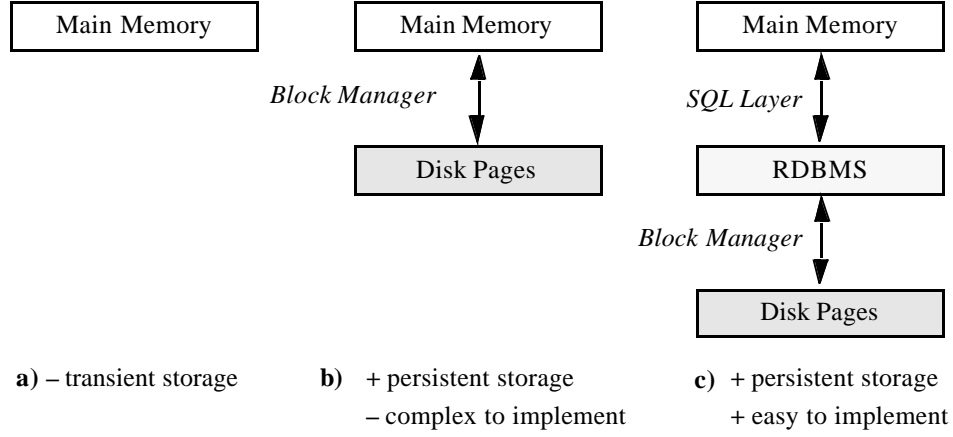 Main Memory
Main Memory
Main Memory
Block Manager
SQL Layer
Disk Pages
RDBMS
Block Manager
Disk Pages
a) – transient storage
b) + persistent storage
– complex to implement
c) + persistent storage
+ easy to implement